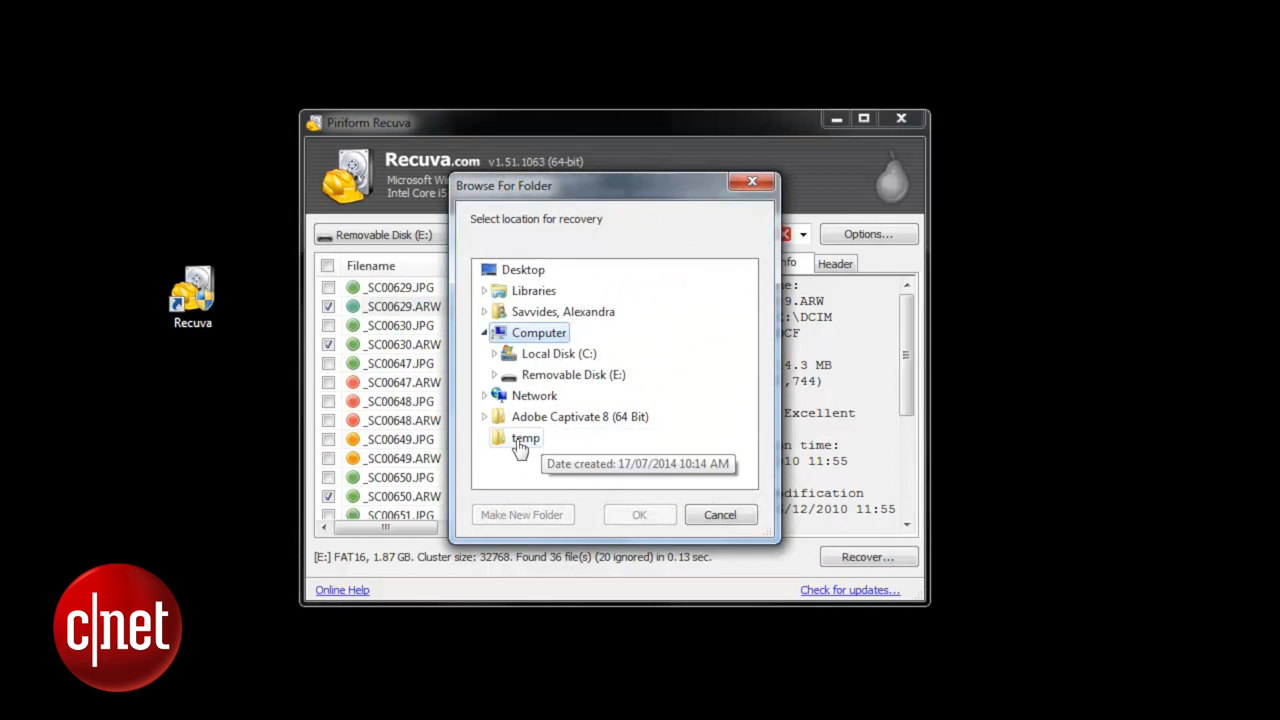 Piriform Recuva
Recuva.com v1.51.1063 (64-bit)
Microsoft Wi
Intel Core i5
Browse For Folder
Select location for recovery
Removable Disk (E:)
Options...
Desktop
Libraries
Savvides, Alexandra
Computer
Local Disk (C:)
Removable Disk (E:)
Network
Adobe Captivate 8 (64 Bit)
temp
Date created: 17/07/2014 10:14 AM
Make New Folder
OK
Cancel
Filename
_SC00629.JPG
_SC00629.ARW
_SC00630.JPG
_SC00630.ARW
_SC00647.JPG
_SC00647.ARW
_SC00648.JPG
_SC00648.ARW
_SC00649.JPG
_SC00649.ARW
_SC00650.JPG
_SC00650.ARW
_SC00651.JPG
nfo
Header
e:
9.ARW
:\DCIM
CF
4.3 MB
,744)
Excellent
n time:
10 11:55
dification
/12/2010 11:55
[E:] FAT16, 1.87 GB. Cluster size: 32768. Found 36 file(s) (20 ignored) in 0.13 sec.
Recover...
Online Help
Check for updates...
Recuva
c|net